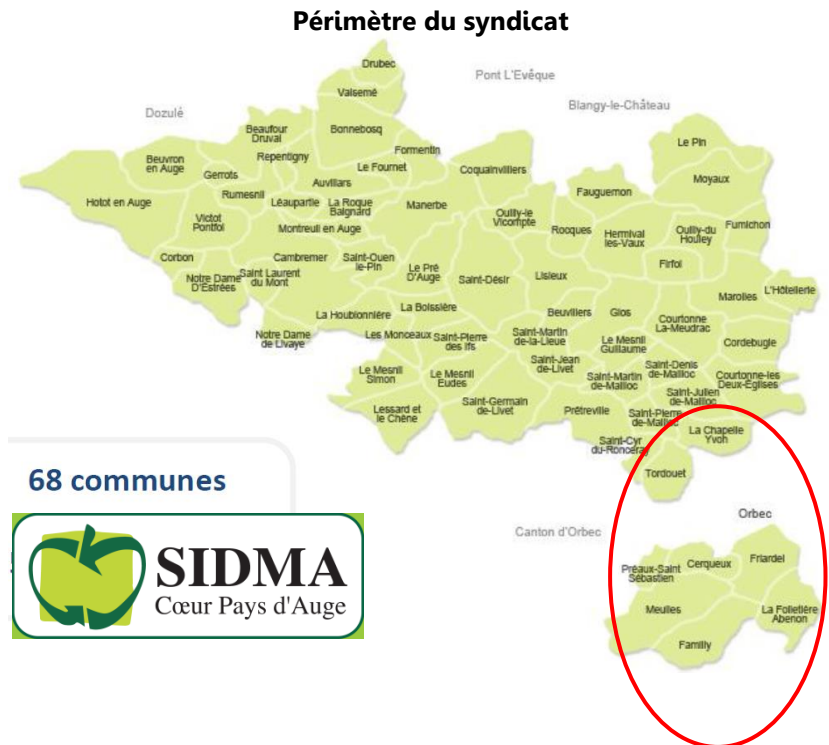 Périmètre du syndicat
Drubec
Pont L'Evêque
Valsemé
Blangy-le-Château
Dozulé
Beaufour
Druval
Bonnebosq
Le Pin
Formentin
Beuvron
en Auge
Repentigny
Le Fournet
Coquainvilliers
Gerrots
Moyaux
Auvillars
Fauguemon
Rumesnil
Léaupartie
La Roque
Baignard
Manerbe
Hotot en Auge
Ouilly-le
Vicompte
Victot
Pontfol
Montreuil en Auge
Rocques
Hermival
les-Vaux
Ouilly-du
Houley
Fumichon
Corbon
Cambremer
Saint-Ouen
le-Pin
Le Pré
D'Auge
Firfol
Notre Dame
D'Estrées
Saint Laurent
du Mont
Saint-Désir
Lisieux
L'Hôtellerie
Marolles
La Houblonnière
La Boissière
Beuvillers
Glos
Courtonne
La-Meudrac
Notre Dame
de Livaye
Les Monceaux
Saint-Pierre
des Ifs
Saint-Martin
de-la-Lieue
Le Mesnil
Guillaume
Cordebugle
Le Mesnil
Simon
Le Mesnil
Eudes
Saint-Jean
de-Livet
Saint-Martin
de-Mailloc
Saint-Denis
de-Mailloc
Courtonne-les
Deux-Eglises
Saint-Julien
de-Mailloc
Lessard et
le Chêne
Saint-Germain
de-Livet
Prêtreville
Saint-Pierre
de-Mailloc
La Chapelle
Yvon
Saint-Cyr
du-Ronceray
Tordouet
68 communes
SIDMA
Cœur Pays d'Auge
Canton d'Orbec
Orbec
Préaux-Saint
Sébastien
Cerqueux
Friardel
Meulles
La Folletière
Abenon
Familly